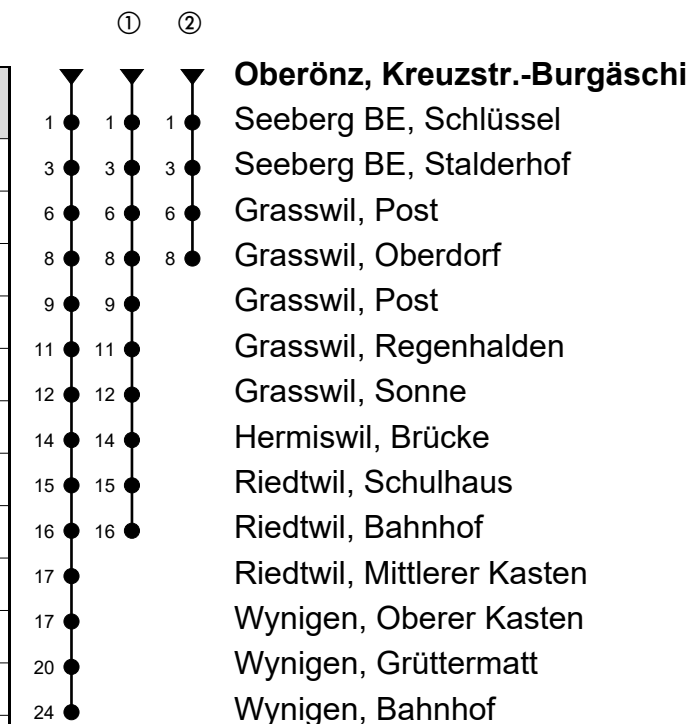 ① ②
Oberönz, Kreuzstr.-Burgäschi
1 1 1 Seeberg BE, Schlüssel
3 3 3 Seeberg BE, Stalderhof
6 6 6 Grasswil, Post
8 8 8 Grasswil, Oberdorf
9 9 Grasswil, Post
11 11 Grasswil, Regenhalden
12 12 Grasswil, Sonne
14 14 Hermiswil, Brücke
15 15 Riedtwil, Schulhaus
16 16 Riedtwil, Bahnhof
17 Riedtwil, Mittlerer Kasten
17 Wynigen, Oberer Kasten
20 Wynigen, Grüttermatt
24 Wynigen, Bahnhof